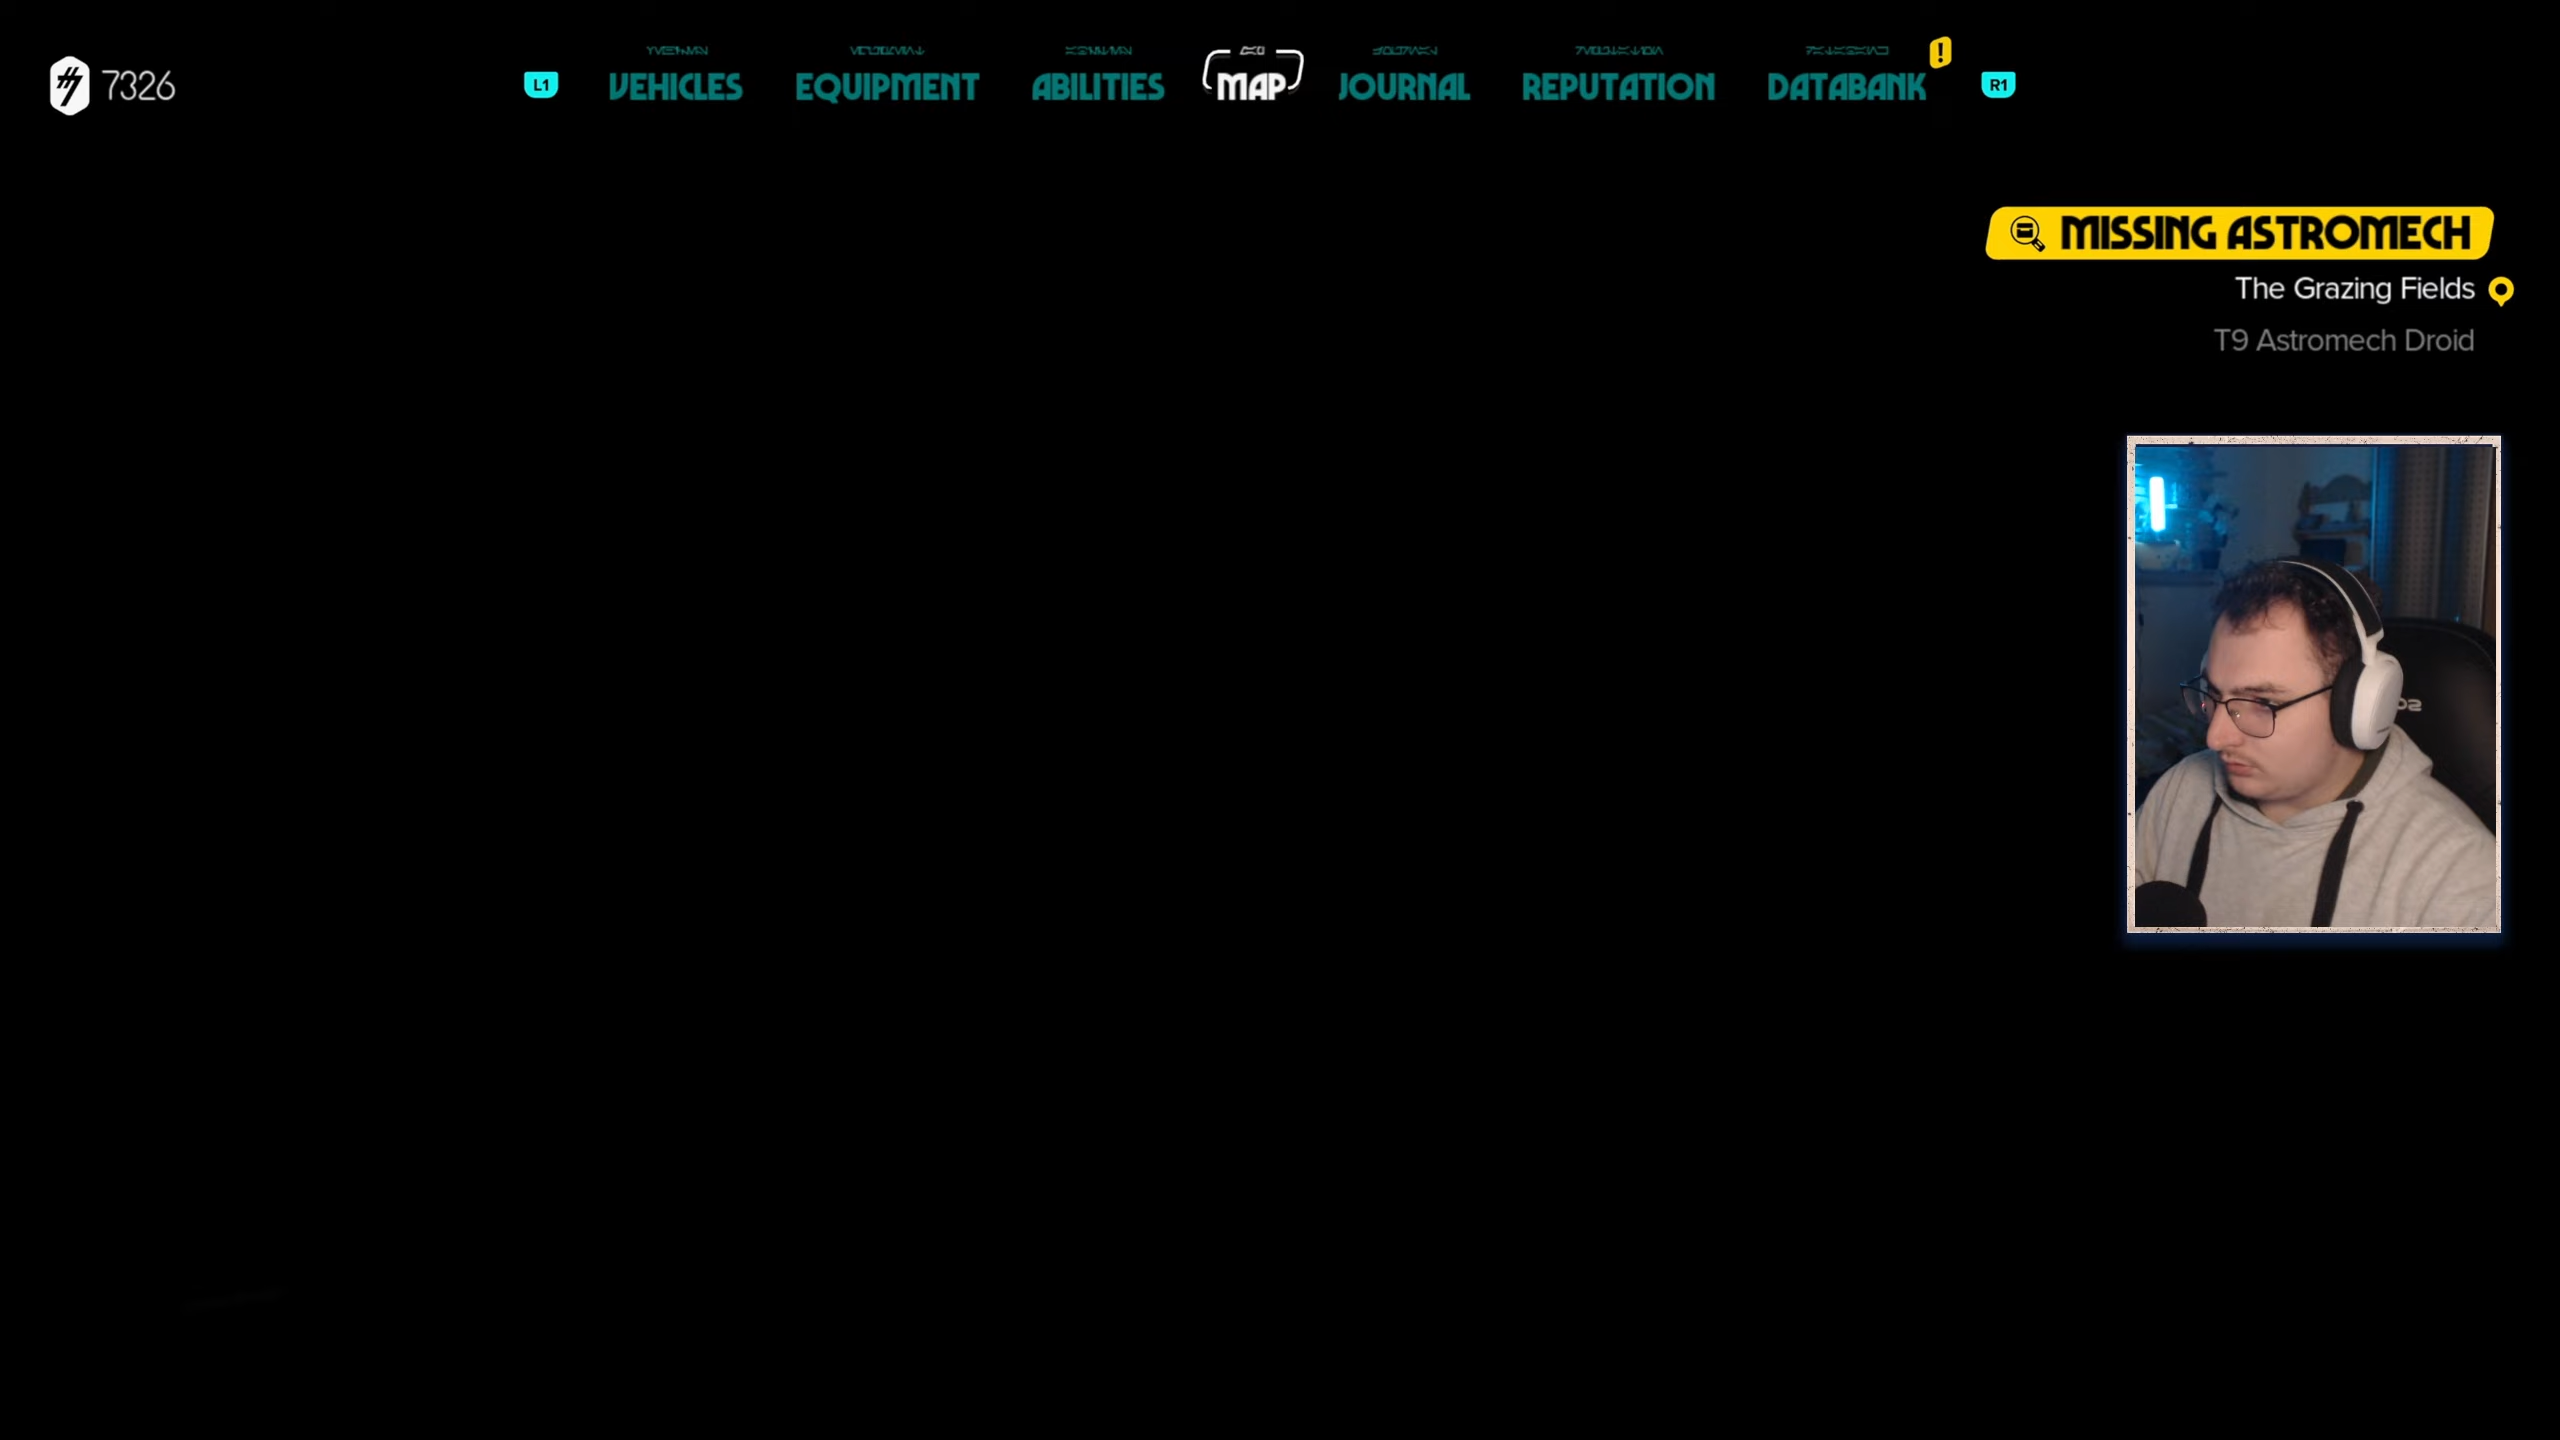 7326
L1
VEHICLES
EQUIPMENT
ABILITIES
MAP
JOURNAL
REPUTATION
DATABANK
!
R1
MISSING ASTROMECH
The Grazing Fields
T9 Astromech Droid